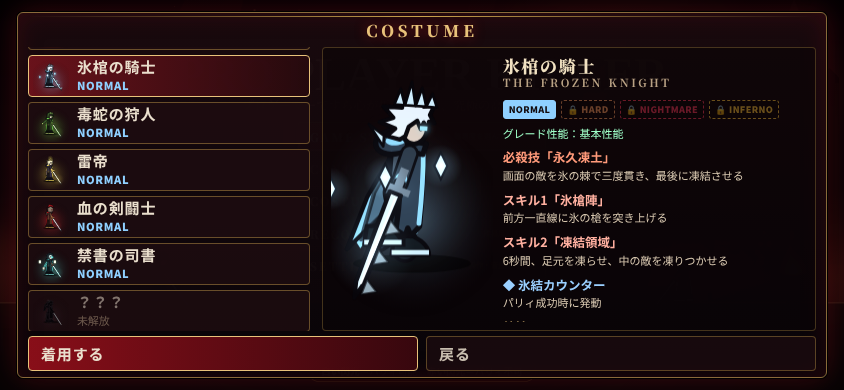 COSTUME
氷棺の騎士
NORMAL
毒蛇の狩人
NORMAL
雷帝
NORMAL
血の剣闘士
NORMAL
禁書の司書
NORMAL
？？？
未解放
氷棺の騎士
THE FROZEN KNIGHT
NORMAL HARD NIGHTMARE INFERNO
グレード性能：基本性能
必殺技「永久凍土」
画面の敵を氷の棘で三度貫き、最後に凍結させる
スキル1「氷槍陣」
前方一直線に氷の槍を突き上げる
スキル2「凍結領域」
6秒間、足元を凍らせ、中の敵を凍りつかせる
◆ 氷結カウンター
パリィ成功時に発動
着用する
戻る